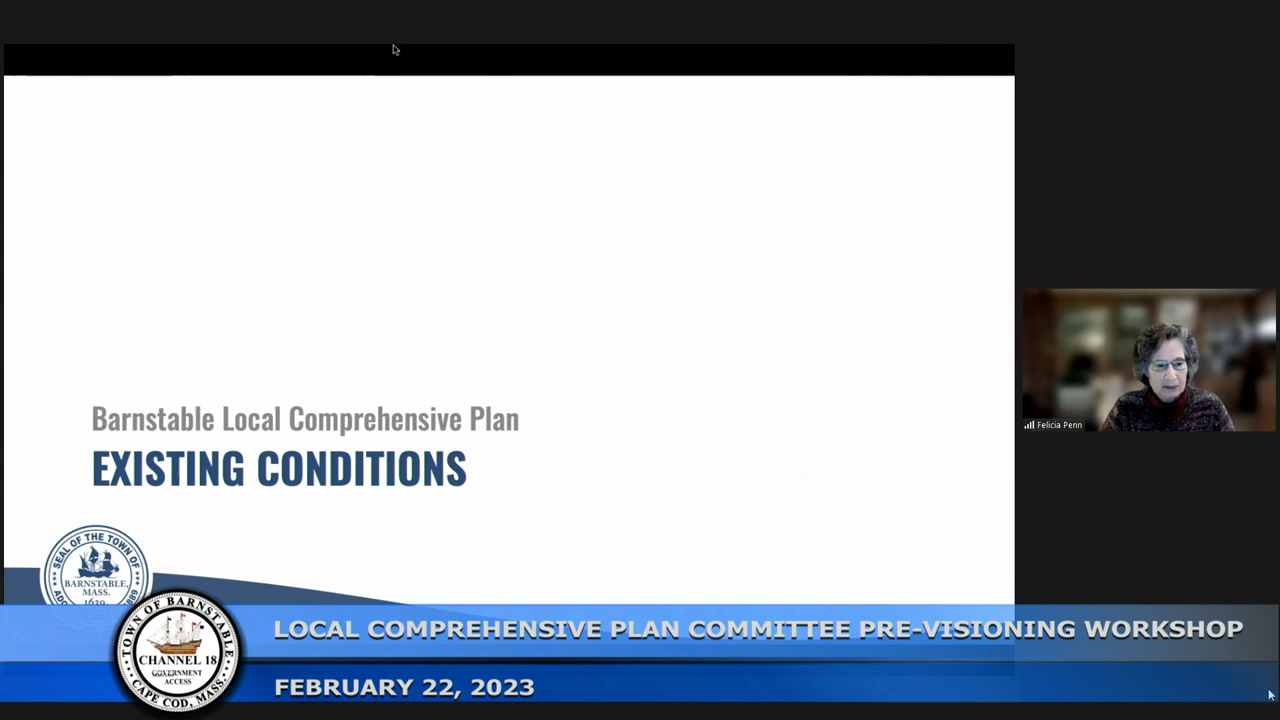 Barnstable Local Comprehensive Plan
EXISTING CONDITIONS
Felicia Penn
SEAL OF THE TOWN OF
BARNSTABLE,
MASS.
1639
TOWN OF BARNSTABLE
CHANNEL 18
GOVERNMENT
ACCESS
CAPE COD, MASS.
LOCAL COMPREHENSIVE PLAN COMMITTEE PRE-VISIONING WORKSHOP
FEBRUARY 22, 2023